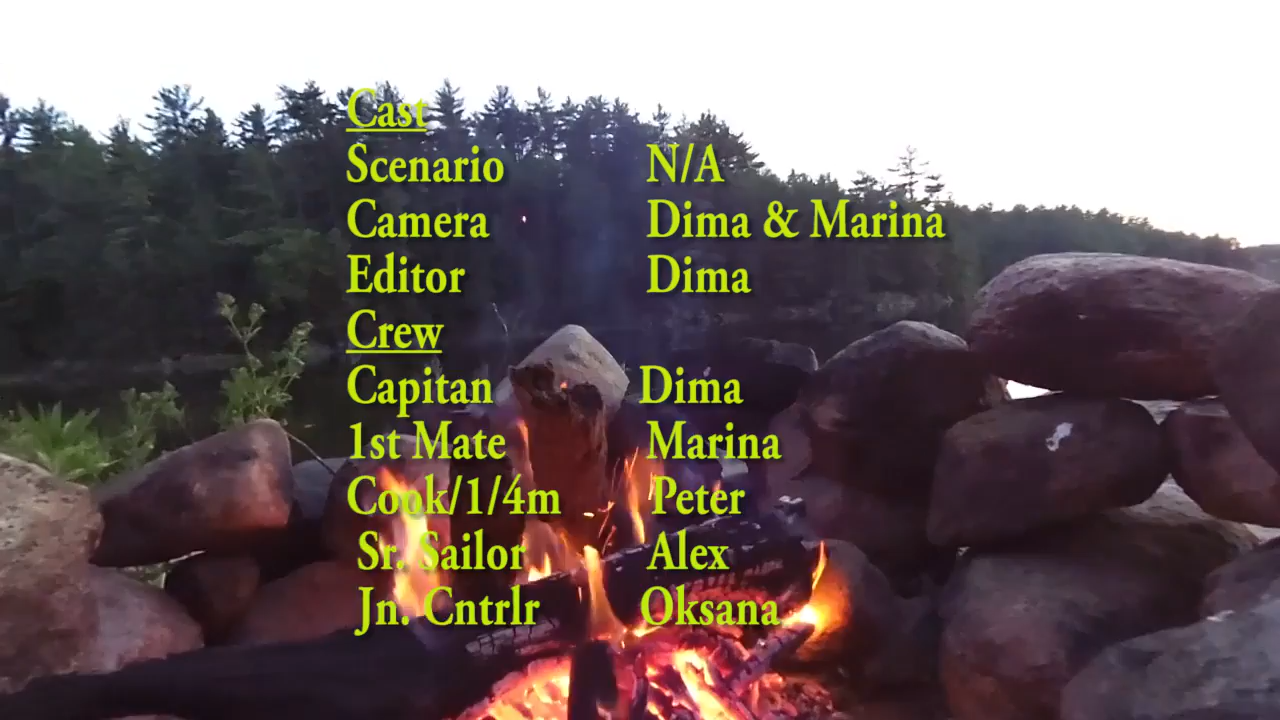 Cast
Scenario N/A
Camera Dima & Marina
Editor Dima
Crew
Capitan Dima
1st Mate Marina
Cook/1/4m Peter
Sr. Sailor Alex
Jn. Cntrlr Oksana